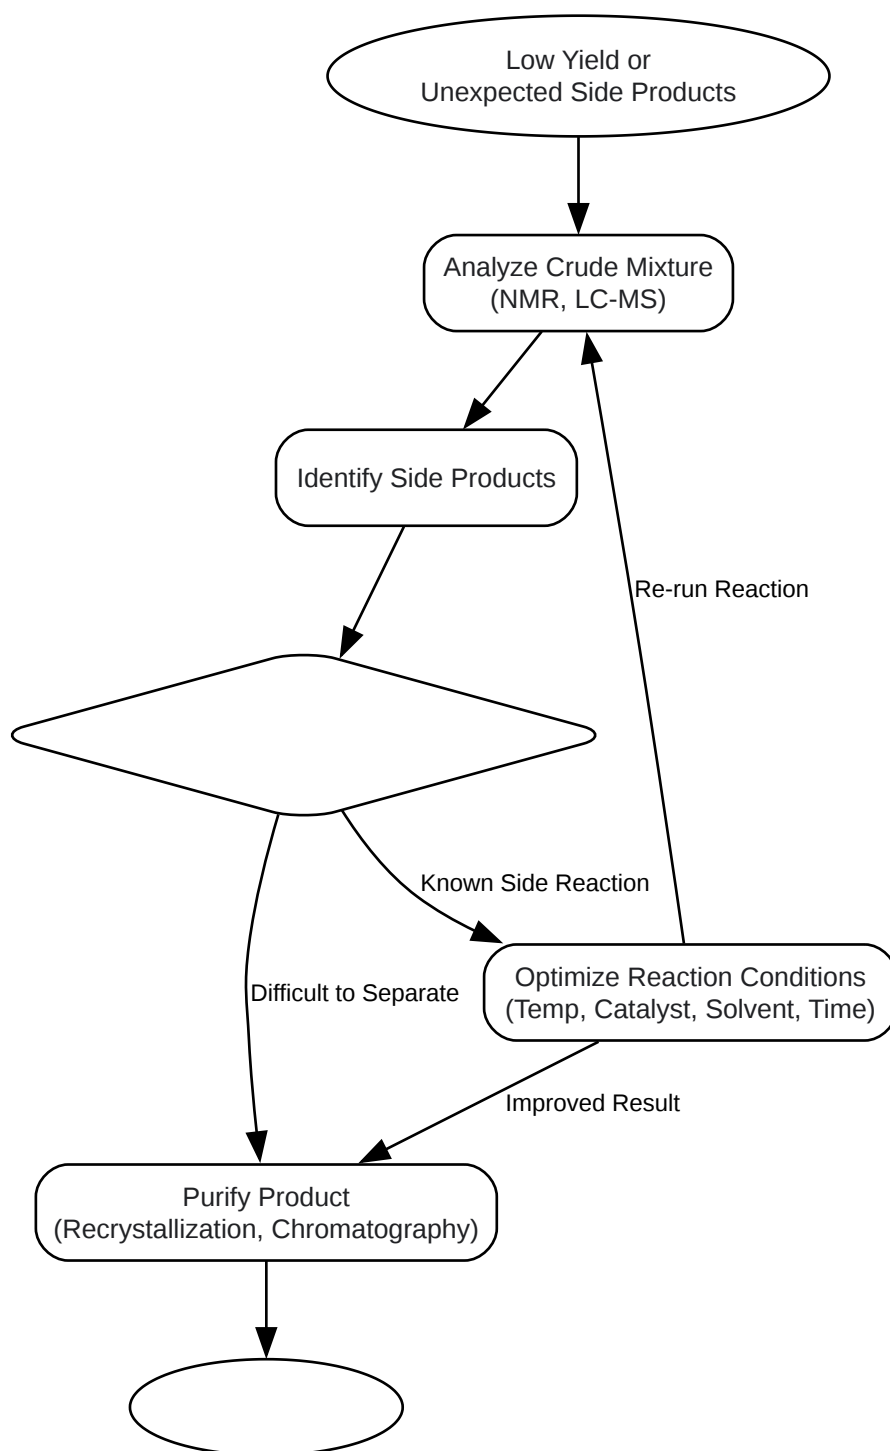 Low Yield or
Unexpected Side Products
Analyze Crude Mixture
(NMR, LC-MS)
Identify Side Products
Re-run Reaction
Known Side Reaction
Optimize Reaction Conditions
(Temp, Catalyst, Solvent, Time)
Difficult to Separate
Improved Result
Purify Product
(Recrystallization, Chromatography)